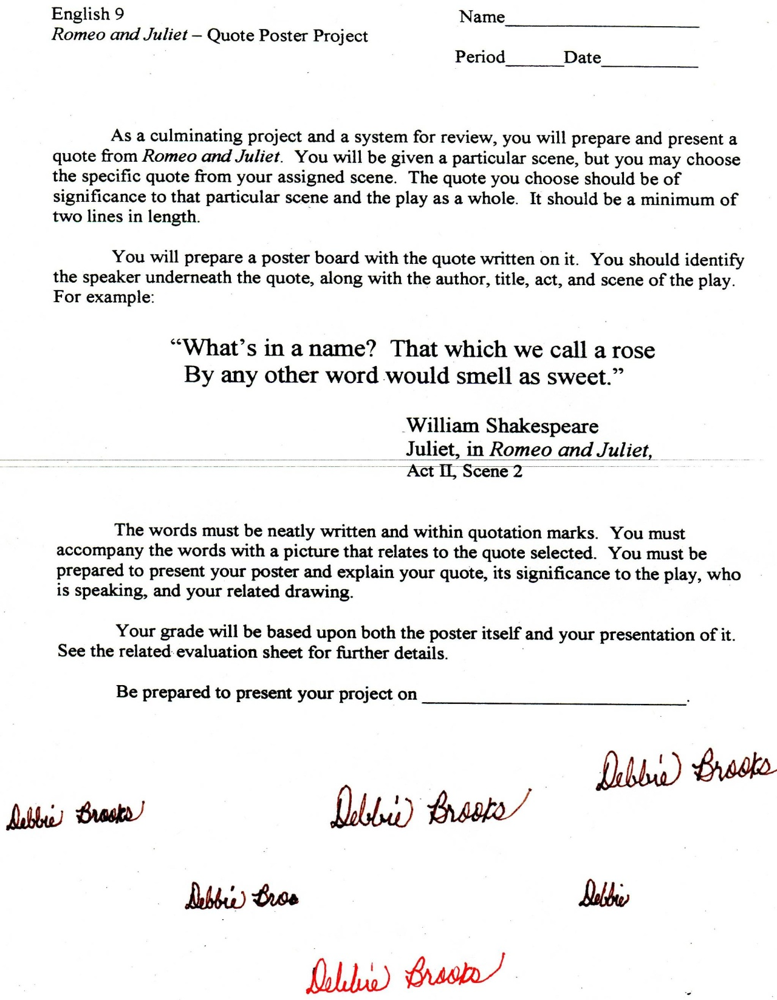 English 9
Name
Romeo and Juliet – Quote Poster Project
Period Date
As a culminating project and a system for review, you will prepare and present a
quote from Romeo and Juliet. You will be given a particular scene, but you may choose
the specific quote from your assigned scene. The quote you choose should be of
significance to that particular scene and the play as a whole. It should be a minimum of
two lines in length.
You will prepare a poster board with the quote written on it. You should identify
the speaker underneath the quote, along with the author, title, act, and scene of the play.
For example:
“What’s in a name? That which we call a rose
By any other word would smell as sweet.”
William Shakespeare
Juliet, in Romeo and Juliet,
Act II, Scene 2
The words must be neatly written and within quotation marks. You must
accompany the words with a picture that relates to the quote selected. You must be
prepared to present your poster and explain your quote, its significance to the play, who
is speaking, and your related drawing.
Your grade will be based upon both the poster itself and your presentation of it.
See the related evaluation sheet for further details.
Be prepared to present your project on .
Debbie Brooks
Debbie Brooks
Debbie Brooks
Debbie Broo
Debbie
Debbie Brooks